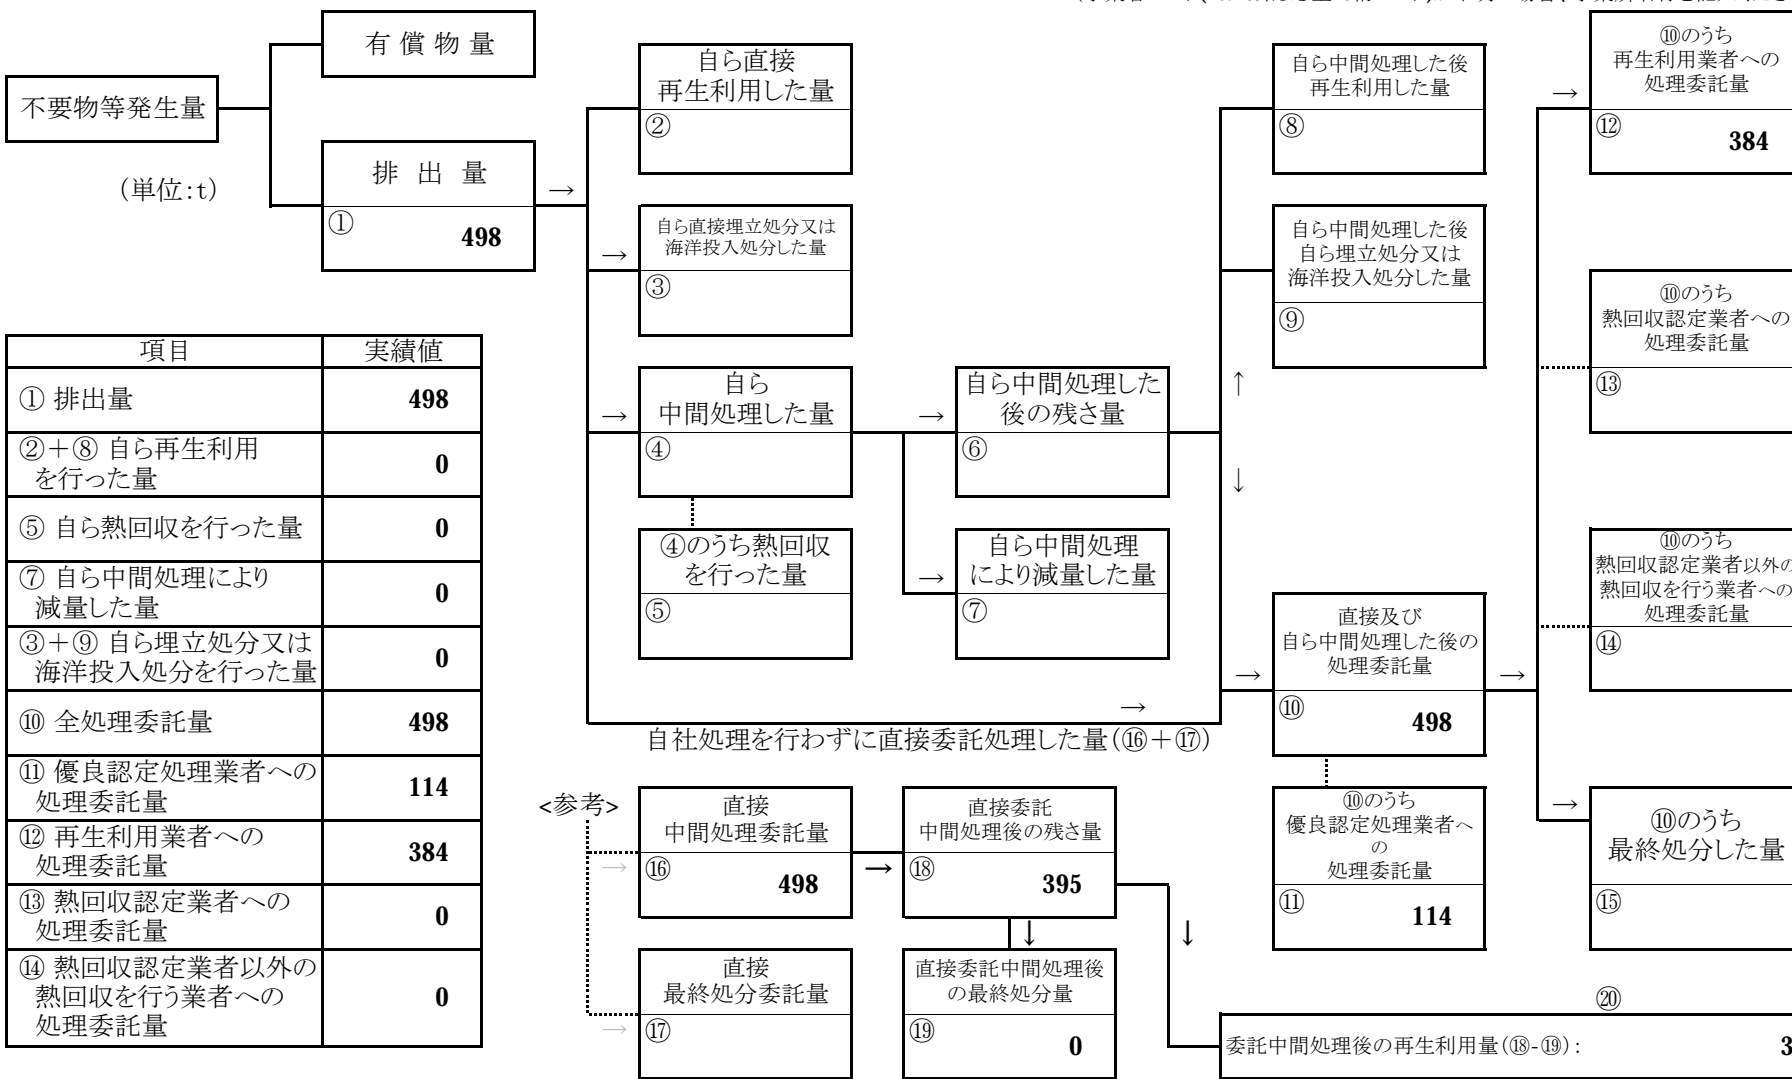 有 償 物 量
不要物等発生量
(単位:t)
排 出 量
①
498
→
自ら直接
再生利用した量
②
→
自ら直接埋立処分又は
海洋投入処分した量
③
→
自ら
中間処理した量
④
④のうち熱回収
を行った量
⑤
→
自ら中間処理した
後の残さ量
⑥
→
自ら中間処理
により減量した量
⑦
自ら中間処理した後
再生利用した量
⑧
自ら中間処理した後
自ら埋立処分又は
海洋投入処分した量
⑨
↑
↓
→
自社処理を行わずに直接委託処理した量(⑯+⑰)
→
直接及び
自ら中間処理した後の
処理委託量
⑩
498
⑩のうち
優良認定処理業者へ
の
処理委託量
⑪
114
→
→
⑩のうち
再生利用業者への
処理委託量
⑫
384
⑩のうち
熱回収認定業者への
処理委託量
⑬
⑩のうち
熱回収認定業者以外の
熱回収を行う業者への
処理委託量
⑭
→
⑩のうち
最終処分した量
⑮
項目 実績値
① 排出量 498
②+⑧ 自ら再生利用
を行った量 0
⑤ 自ら熱回収を行った量 0
⑦ 自ら中間処理により
減量した量 0
③+⑨ 自ら埋立処分又は
海洋投入処分を行った量 0
⑩ 全処理委託量 498
⑪ 優良認定処理業者への
処理委託量 114
⑫ 再生利用業者への
処理委託量 384
⑬ 熱回収認定業者への
処理委託量 0
⑭ 熱回収認定業者以外の
熱回収を行う業者への
処理委託量 0
<参考>
→
直接
中間処理委託量
⑯
498
→
直接委託
中間処理後の残さ量
⑱
395
↓
↓
→
直接
最終処分委託量
⑰
直接委託中間処理後
の最終処分量
⑲
0
⑳
委託中間処理後の再生利用量(⑱-⑲):